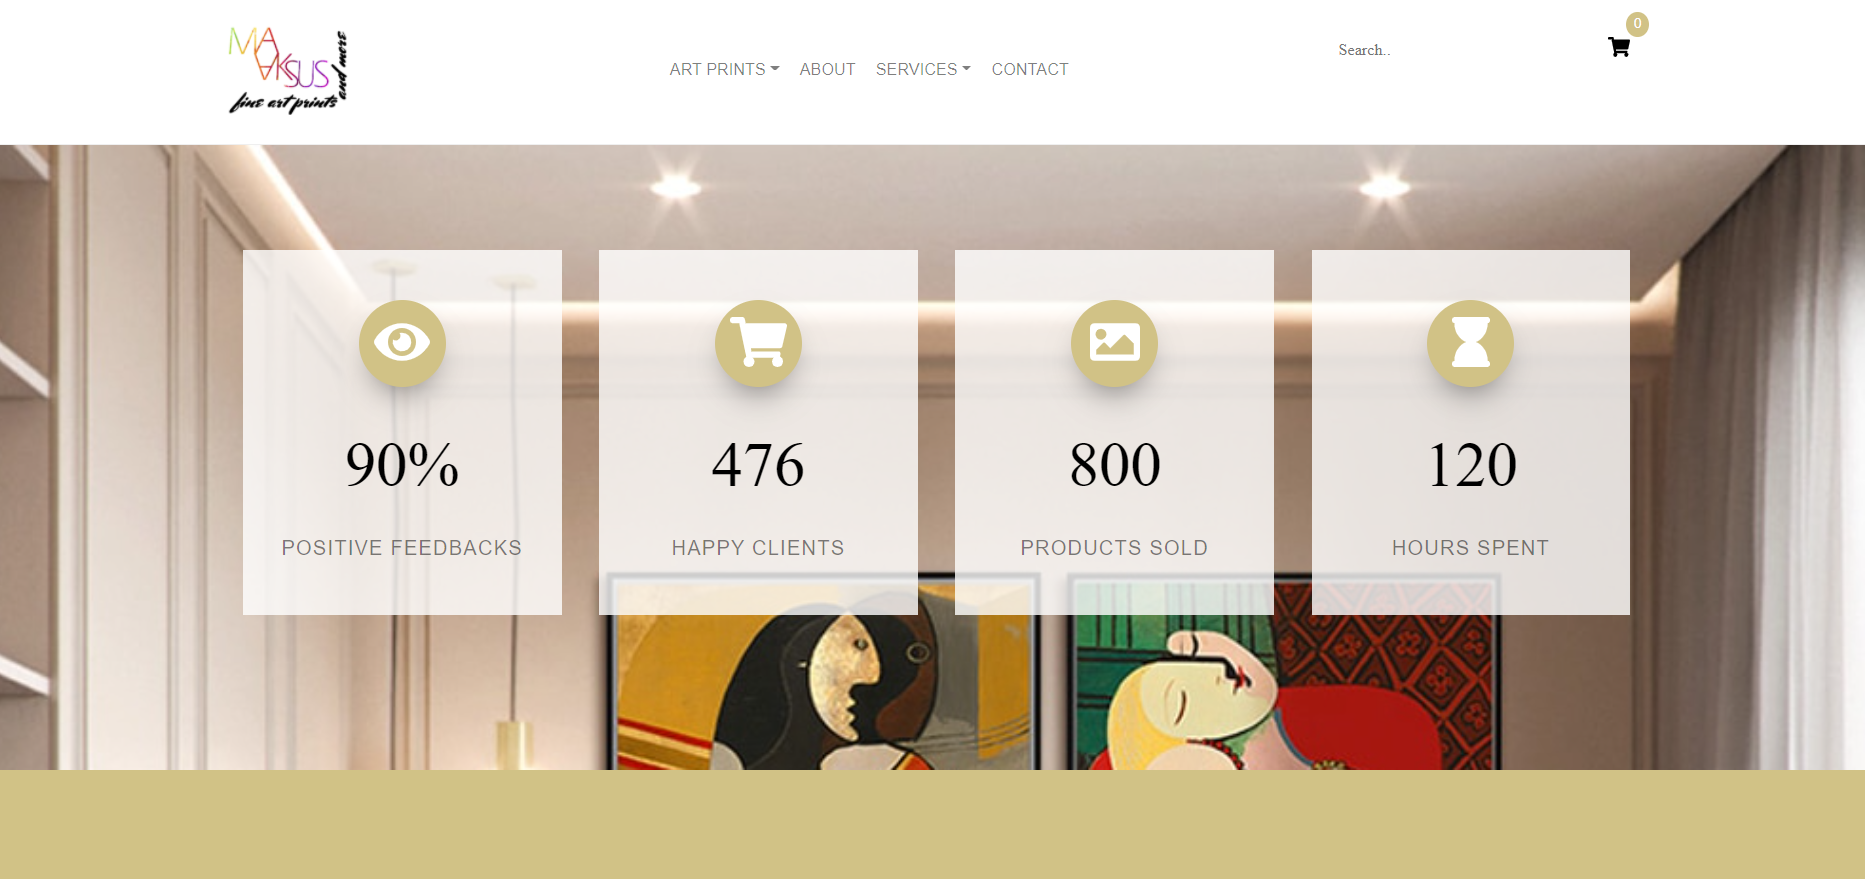 MAAKSUS
and more
fine art prints
ART PRINTS
ABOUT
SERVICES
CONTACT
Search..
0
90%
POSITIVE FEEDBACKS
476
HAPPY CLIENTS
800
PRODUCTS SOLD
120
HOURS SPENT